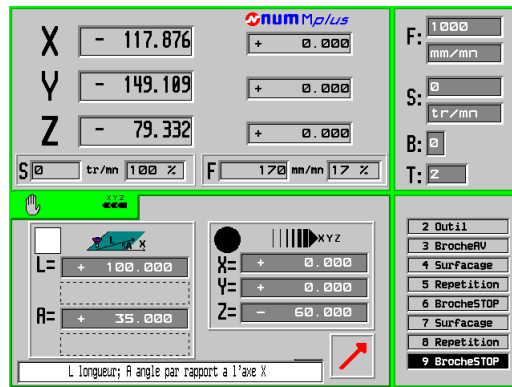 num Mplus
X - 117.876 + 0.000
Y - 149.109 + 0.000
Z - 79.332 + 0.000
S 0 tr/mn 100 % F 170 mm/mn 17 %
F: 1000
mm/mn
S: 0
tr/mn
B: 0
T: 2
XYZ
L A X
L= + 100.000
A= + 35.000
XYZ
X= + 0.000
Y= + 0.000
Z= - 60.000
L longueur; A angle par rapport a l'axe X
2 Outil
3 BrocheAV
4 Surfacage
5 Repetition
6 BrocheSTOP
7 Surfacage
8 Repetition
9 BrocheSTOP